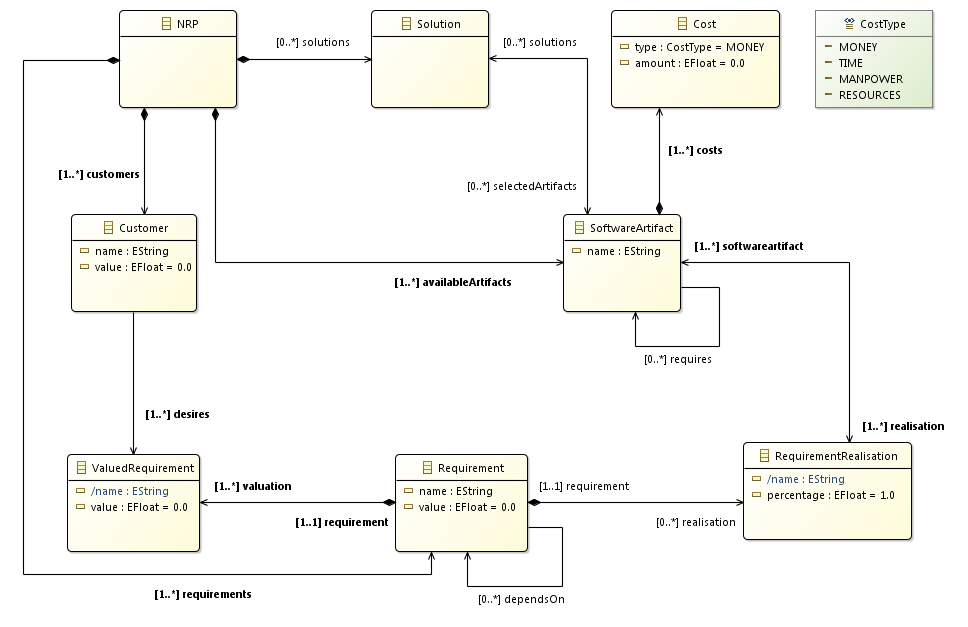 NRP
[0..*] solutions
Solution
[0..*] solutions
Cost
type : CostType = MONEY
amount : EFloat = 0.0
CostType
MONEY
TIME
MANPOWER
RESOURCES
[1..*] customers
[1..*] costs
[0..*] selectedArtifacts
Customer
name : EString
value : EFloat = 0.0
SoftwareArtifact
name : EString
[1..*] softwareartifact
[1..*] availableArtifacts
[0..*] requires
[1..*] desires
[1..*] realisation
ValuedRequirement
/name : EString
value : EFloat = 0.0
[1..*] valuation
[1..1] requirement
Requirement
name : EString
value : EFloat = 0.0
[1..1] requirement
[0..*] realisation
RequirementRealisation
/name : EString
percentage : EFloat = 1.0
[1..*] requirements
[0..*] dependsOn